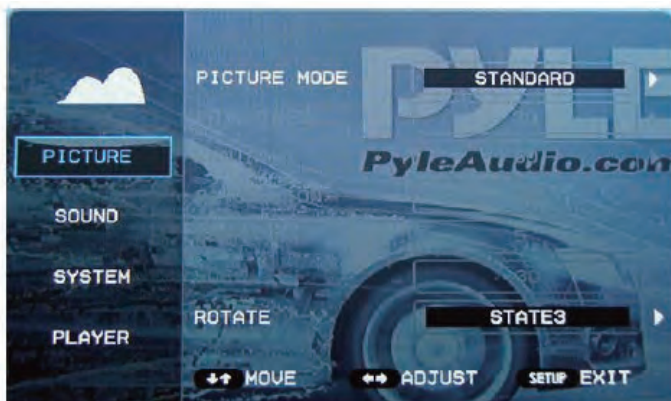 PYLE
PICTURE MODE STANDARD
PICTURE
PyleAudio.com
SOUND
SYSTEM
ROTATE STATE3
PLAYER
MOVE ADJUST SETUP EXIT